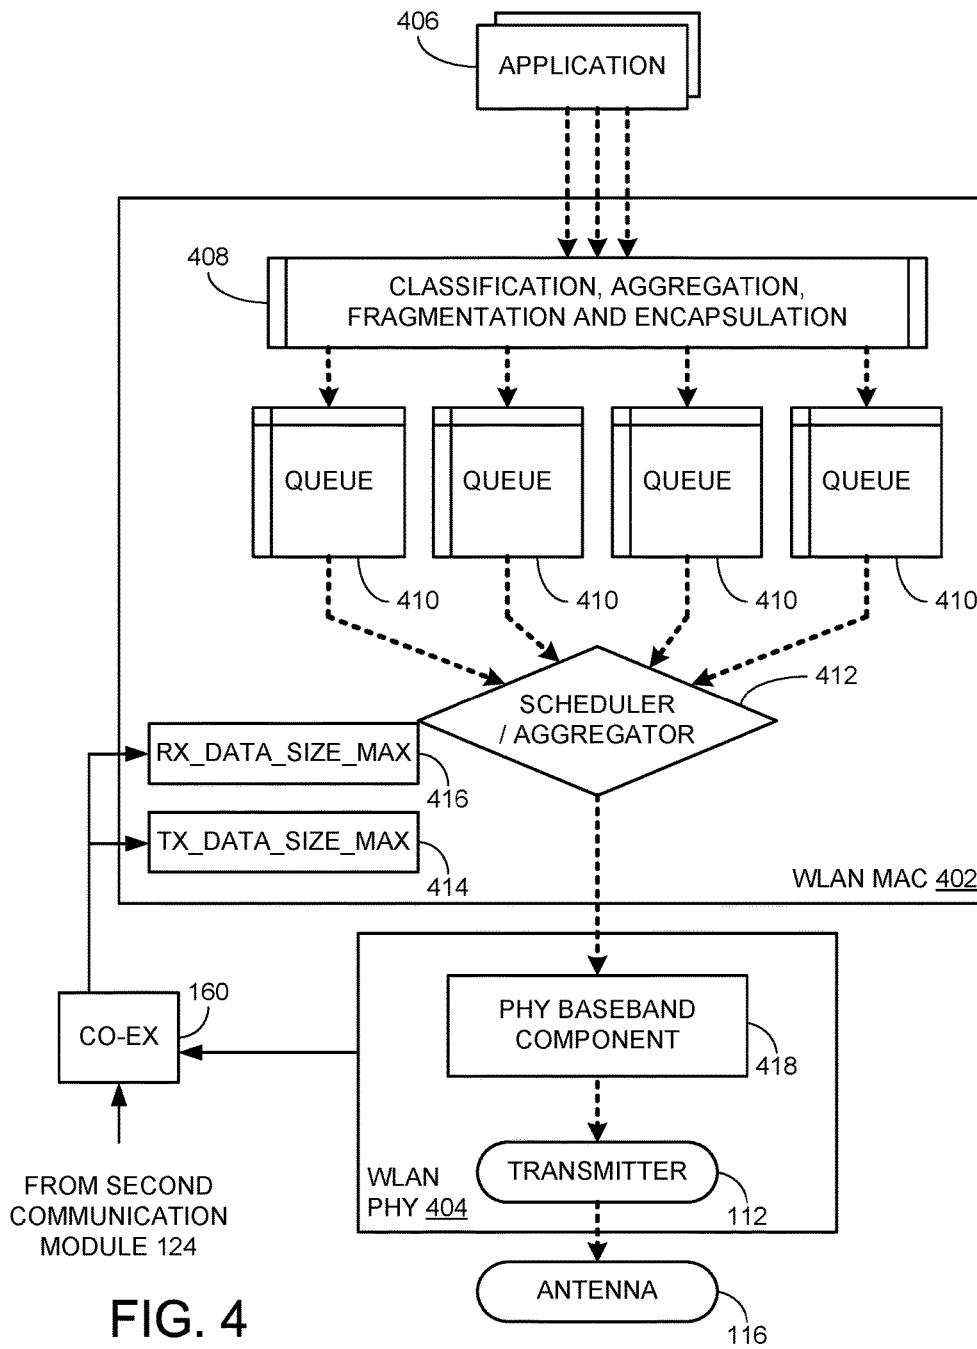 406
APPLICATION
408
CLASSIFICATION, AGGREGATION,
FRAGMENTATION AND ENCAPSULATION
QUEUE
QUEUE
QUEUE
QUEUE
410
410
410
410
412
SCHEDULER
/ AGGREGATOR
RX_DATA_SIZE_MAX
416
TX_DATA_SIZE_MAX
414
WLAN MAC 402
160
CO-EX
PHY BASEBAND
COMPONENT
418
FROM SECOND
COMMUNICATION
MODULE 124
WLAN
PHY 404
TRANSMITTER
112
ANTENNA
116
FIG. 4